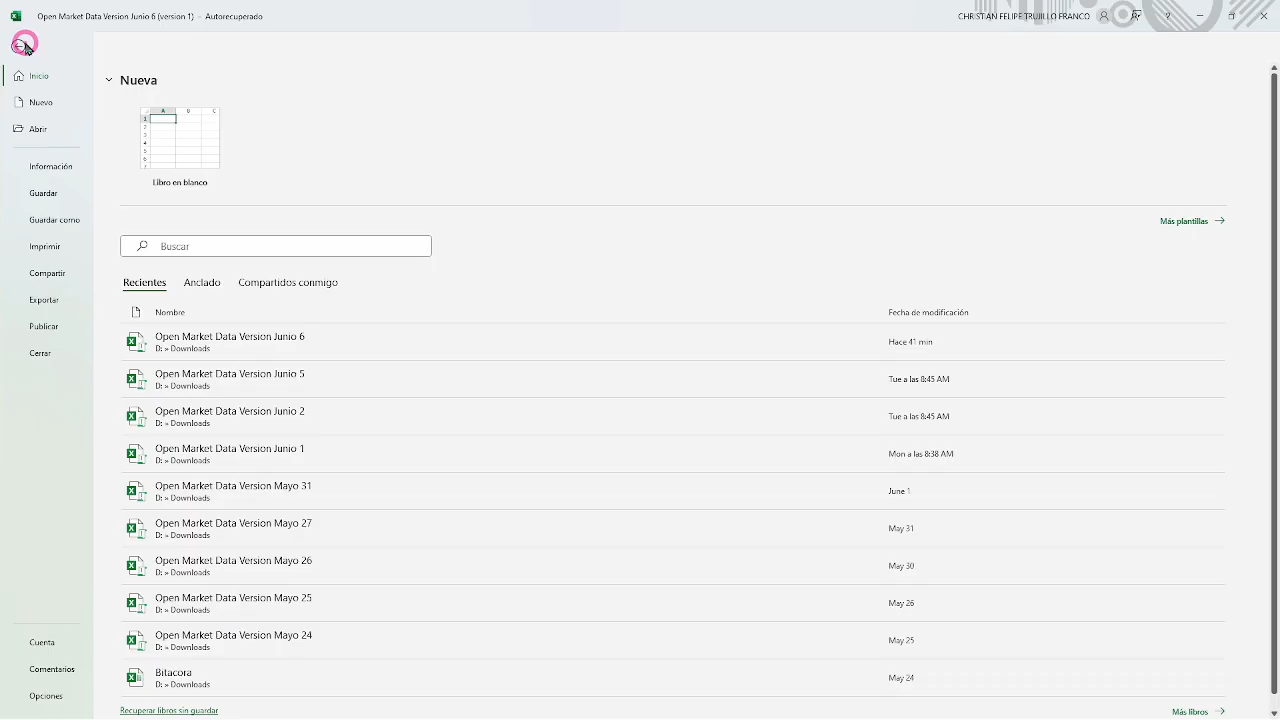 Open Market Data Version Junio 6 (version 1) - Autorecuperado
CHRISTIAN FELIPE TRUJILLO FRANCO
?
Inicio
Nuevo
Abrir
Información
Guardar
Guardar como
Imprimir
Compartir
Exportar
Publicar
Cerrar
Cuenta
Comentarios
Opciones
Nueva
A B C
1
2
3
4
5
6
7
Libro en blanco
Más plantillas
Buscar
Recientes Anclado Compartidos conmigo
Nombre Fecha de modificación
Open Market Data Version Junio 6
D: » Downloads
Hace 41 min
Open Market Data Version Junio 5
D: » Downloads
Tue a las 8:45 AM
Open Market Data Version Junio 2
D: » Downloads
Tue a las 8:45 AM
Open Market Data Version Junio 1
D: » Downloads
Mon a las 8:38 AM
Open Market Data Version Mayo 31
D: » Downloads
June 1
Open Market Data Version Mayo 27
D: » Downloads
May 31
Open Market Data Version Mayo 26
D: » Downloads
May 30
Open Market Data Version Mayo 25
D: » Downloads
May 26
Open Market Data Version Mayo 24
D: » Downloads
May 25
Bitacora
D: » Downloads
May 24
Recuperar libros sin guardar
Más libros